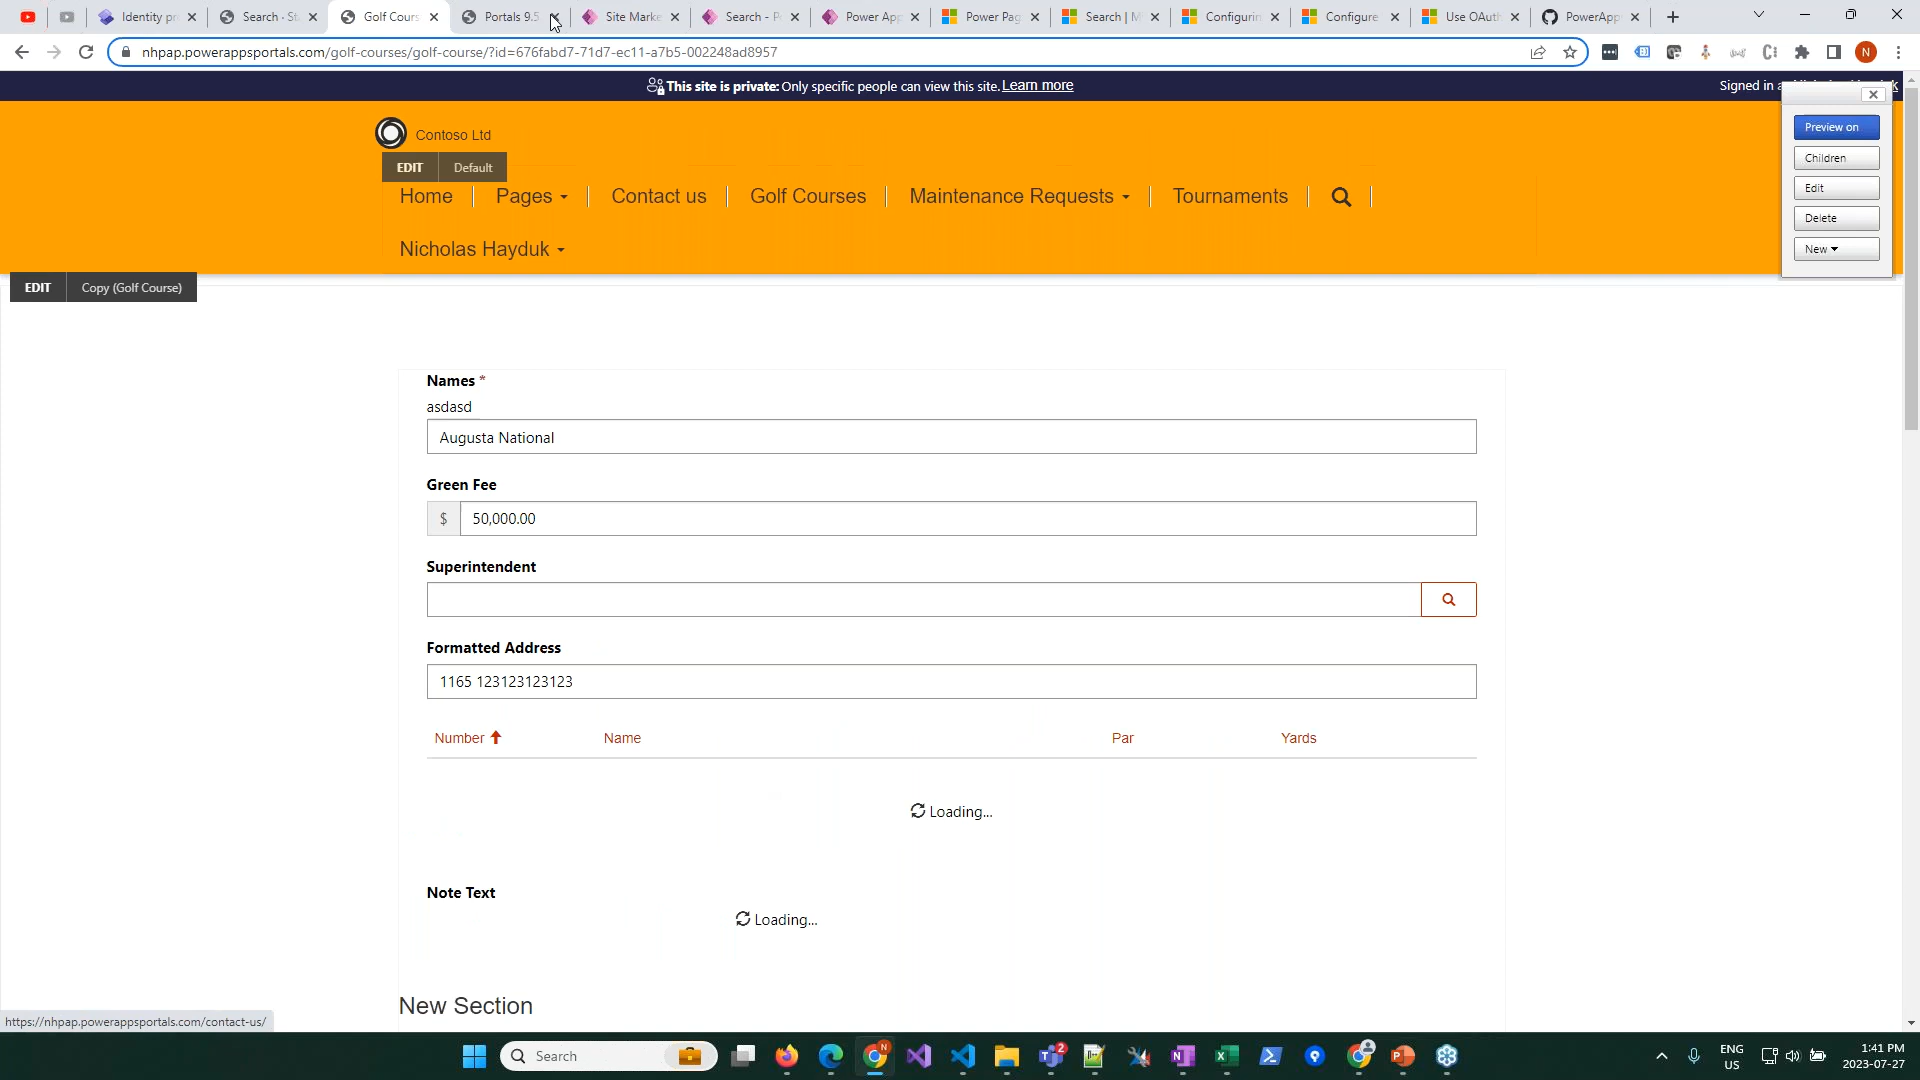 Identity pr
Search · St
Golf Cours
Portals 9.5
Site Marke
Search - P
Power App
Power Pag
Search | M
Configurin
Configure
Use OAuth
PowerApp
nhpap.powerappsportals.com/golf-courses/golf-course/?id=676fabd7-71d7-ec11-a7b5-002248ad8957
N
This site is private: Only specific people can view this site. Learn more
Signed in a
Contoso Ltd
EDIT Default
Home Pages Contact us Golf Courses Maintenance Requests Tournaments
Nicholas Hayduk
Preview on
Children
Edit
Delete
New
EDIT Copy (Golf Course)
Names *
asdasd
Augusta National
Green Fee
$ 50,000.00
Superintendent
Formatted Address
1165 123123123123
Number Name Par Yards
Loading...
Note Text
Loading...
New Section
https://nhpap.powerappsportals.com/contact-us/
Search
N
2
ENG
US
1:41 PM
2023-07-27